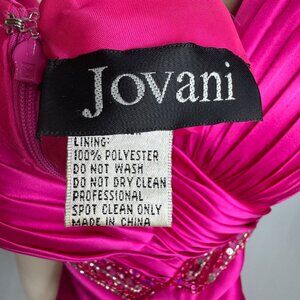 Jovani
LINING:
100% POLYESTER
DO NOT WASH
DO NOT DRY CLEAN
PROFESSIONAL
SPOT CLEAN ONLY
MADE IN CHINA